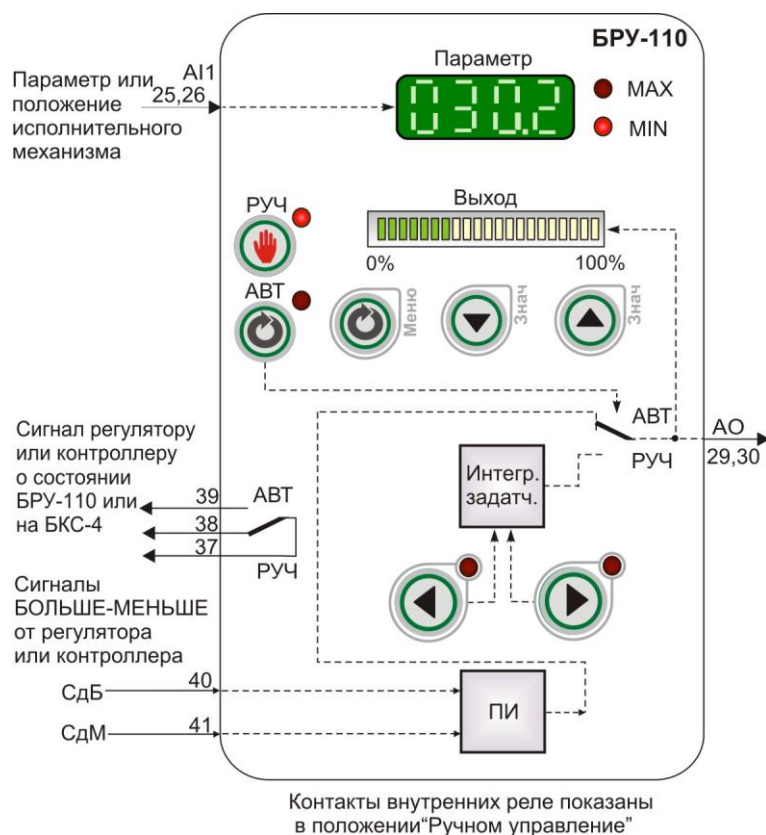 БРУ-110
Параметр
Параметр или
положение
исполнительного
механизма
AI1
25,26
030.2
MAX
MIN
РУЧ
Выход
0%
100%
АВТ
Меню
Знач
Знач
АВТ
РУЧ
АО
29,30
Сигнал регулятору
или контроллеру
о состоянии
БРУ-110 или
на БКС-4
39
38
37
АВТ
РУЧ
Интегр.
задатч.
Сигналы
БОЛЬШЕ-МЕНЬШЕ
от регулятора
или контроллера
СдБ
40
СдМ
41
ПИ
Контакты внутренних реле показаны
в положении“Ручном управление”